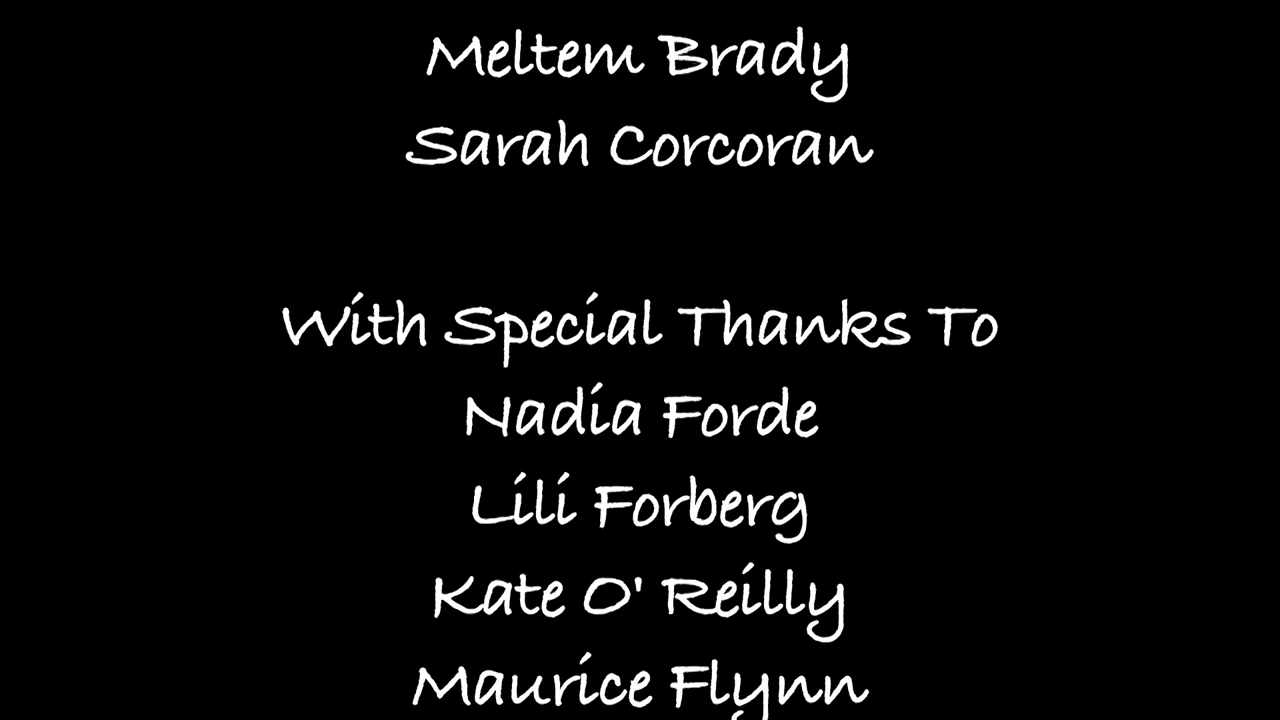 Meltem Brady
Sarah Corcoran
With Special Thanks To
Nadia Forde
Lili Forberg
Kate O' Reilly
Maurice Flynn